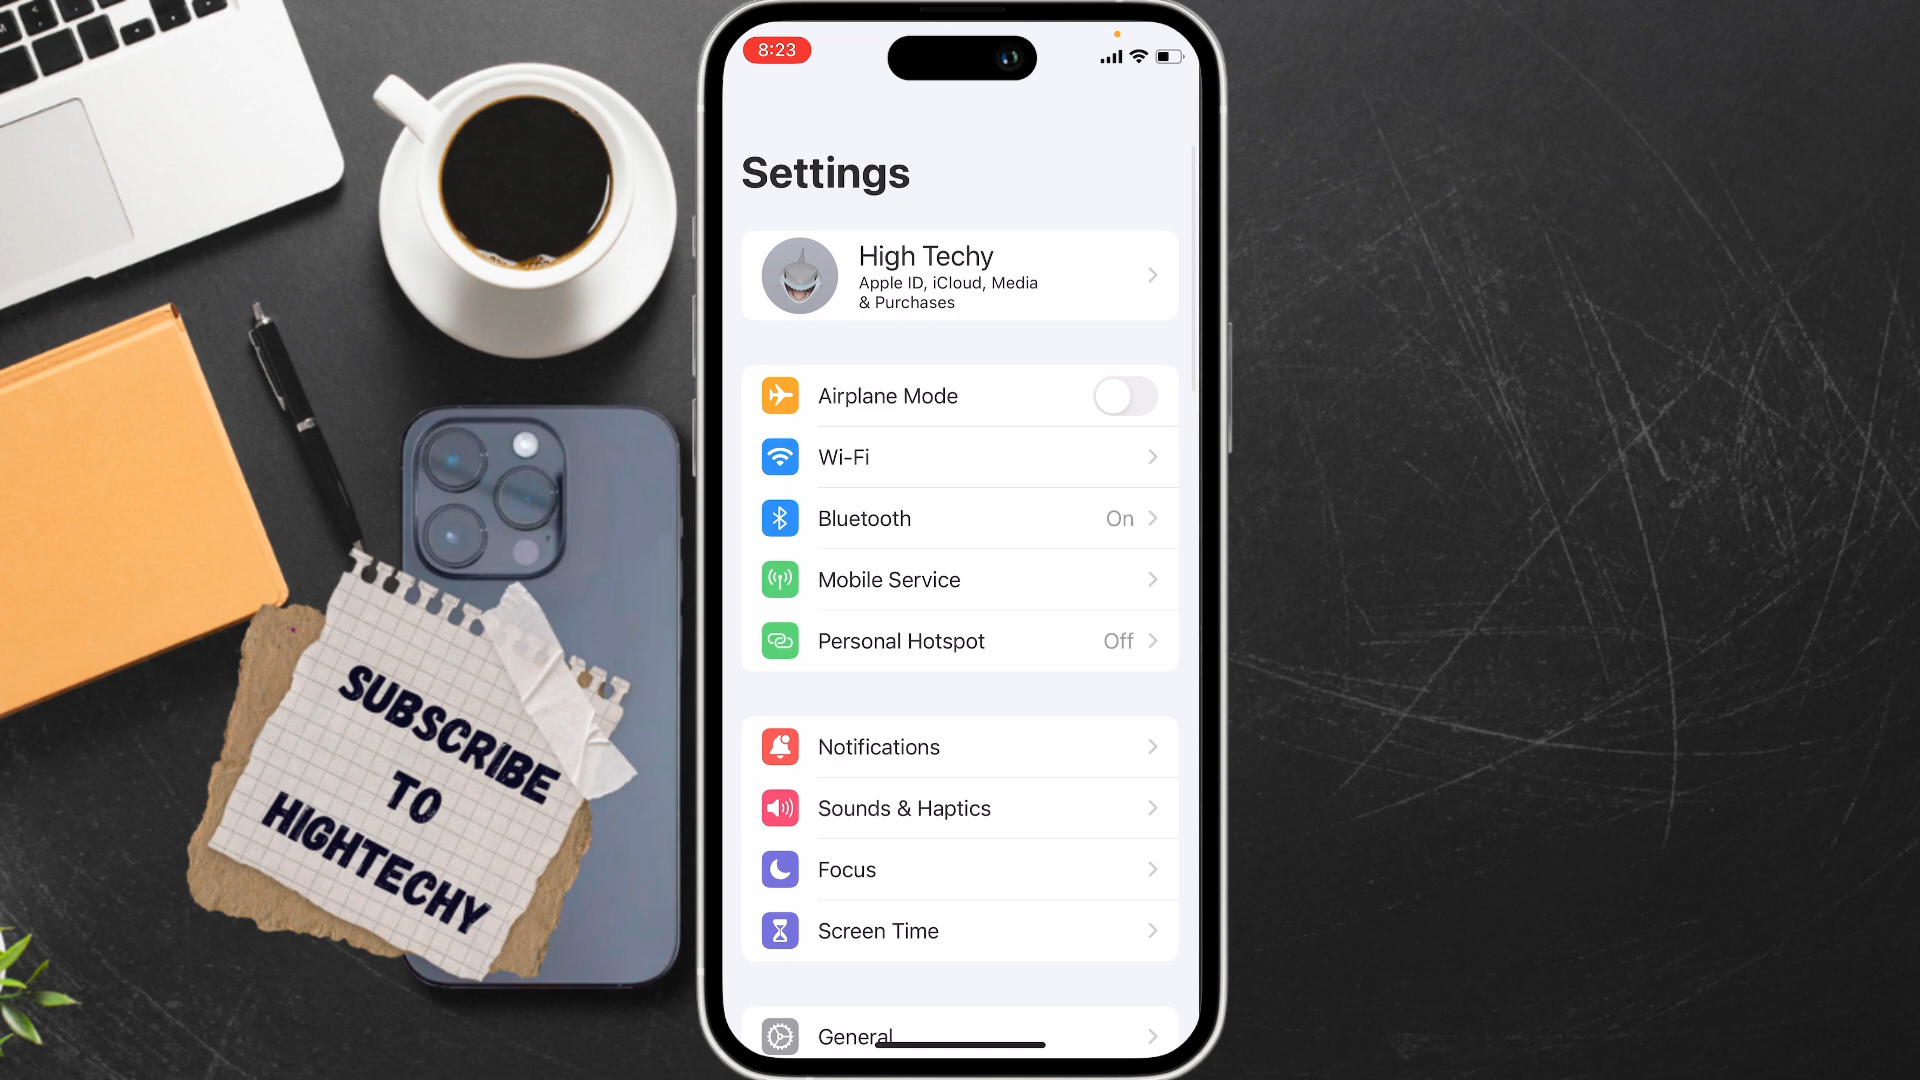 8:23
Settings
High Techy
Apple ID, iCloud, Media
& Purchases
Airplane Mode
Wi-Fi
Bluetooth On
Mobile Service
Personal Hotspot Off
Notifications
Sounds & Haptics
Focus
Screen Time
General
SUBSCRIBE
TO
HIGHTECHY